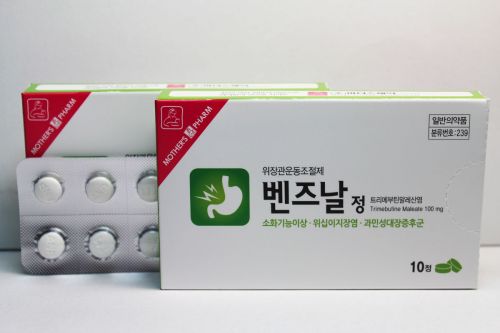 MOTHER'S PHARM
MOTHER'S PHARM
일반의약품
분류번호:239
위장관운동조절제
벤즈날 정
트리메부틴말레산염
Trimebutine Maleate 100 mg
소화기능이상·위십이지장염·과민성대장증후군
10정